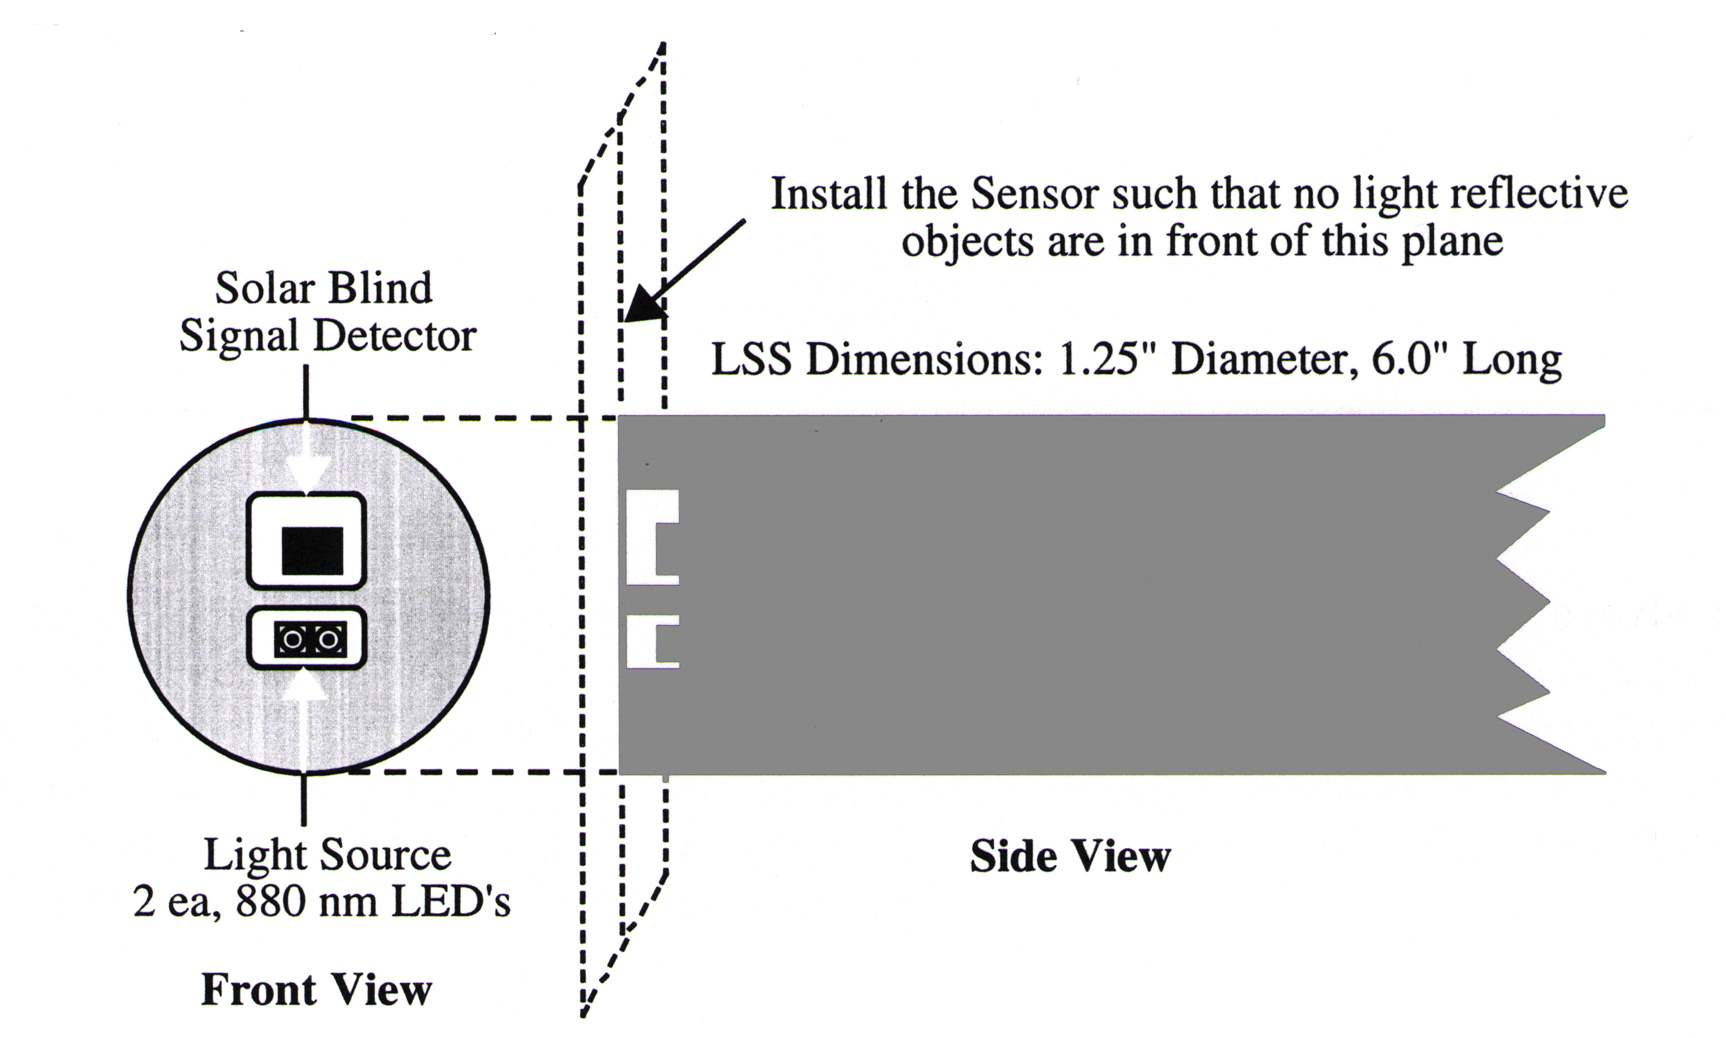 Install the Sensor such that no light reflective
objects are in front of this plane
Solar Blind
Signal Detector
LSS Dimensions: 1.25" Diameter, 6.0" Long
Light Source
2 ea, 880 nm LED's
Side View
Front View